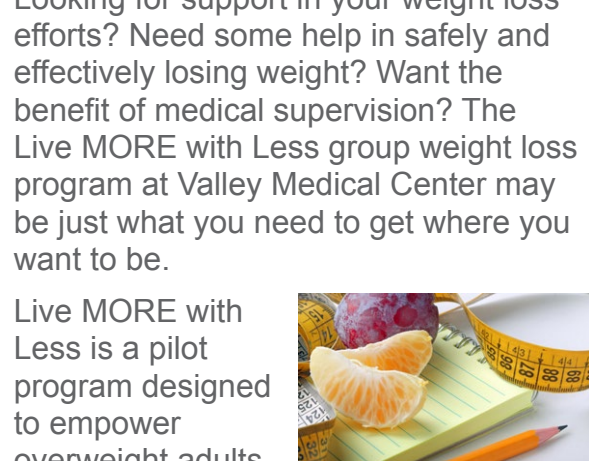 Looking for support in your weight loss
efforts? Need some help in safely and
effectively losing weight? Want the
benefit of medical supervision? The
Live MORE with Less group weight loss
program at Valley Medical Center may
be just what you need to get where you
want to be.
Live MORE with
Less is a pilot
program designed
to empower
overweight adults